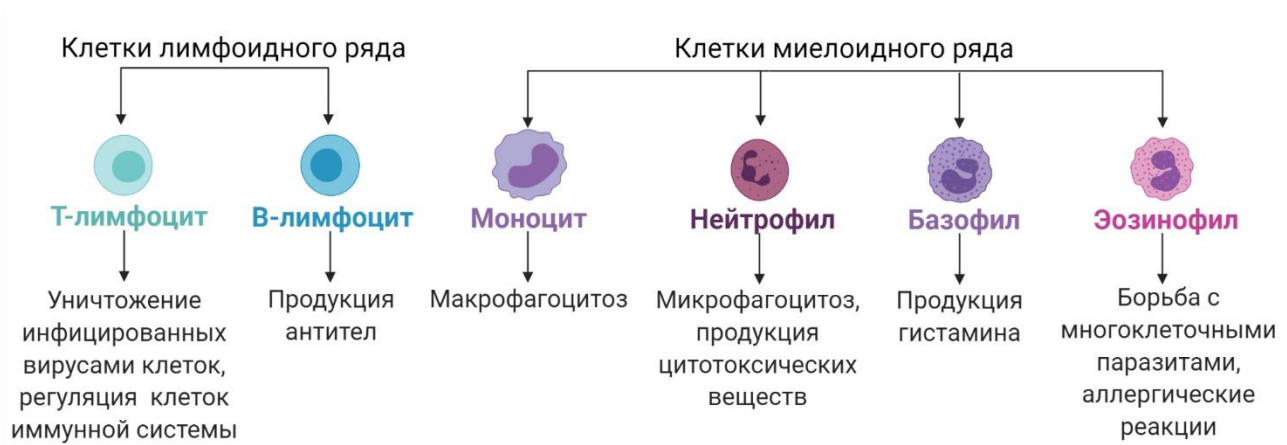 Клетки лимфоидного ряда
Клетки миелоидного ряда
Т-лимфоцит
В-лимфоцит
Моноцит
Нейтрофил
Базофил
Эозинофил
Уничтожение
инфицированных
вирусами клеток,
регуляция клеток
иммунной системы
Продукция
антител
Макрофагоцитоз
Микрофагоцитоз,
продукция
цитотоксических
веществ
Продукция
гистамина
Борьба с
многоклеточными
паразитами,
аллергические
реакции